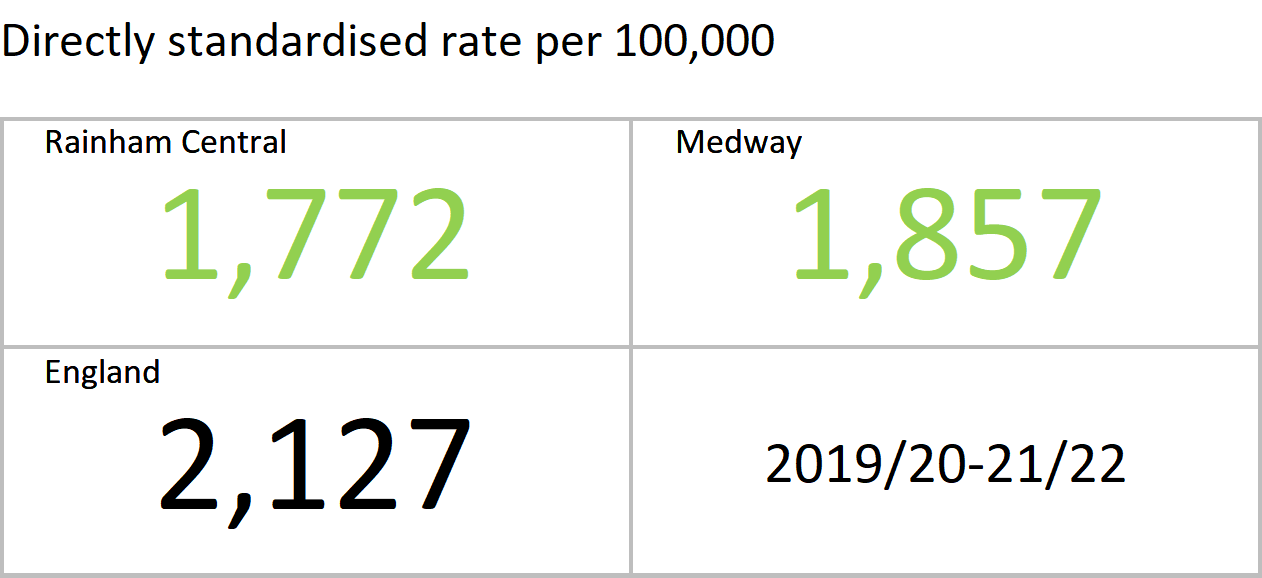 Directly standardised rate per 100,000
Rainham Central
1,772
Medway
1,857
England
2,127
2019/20-21/22